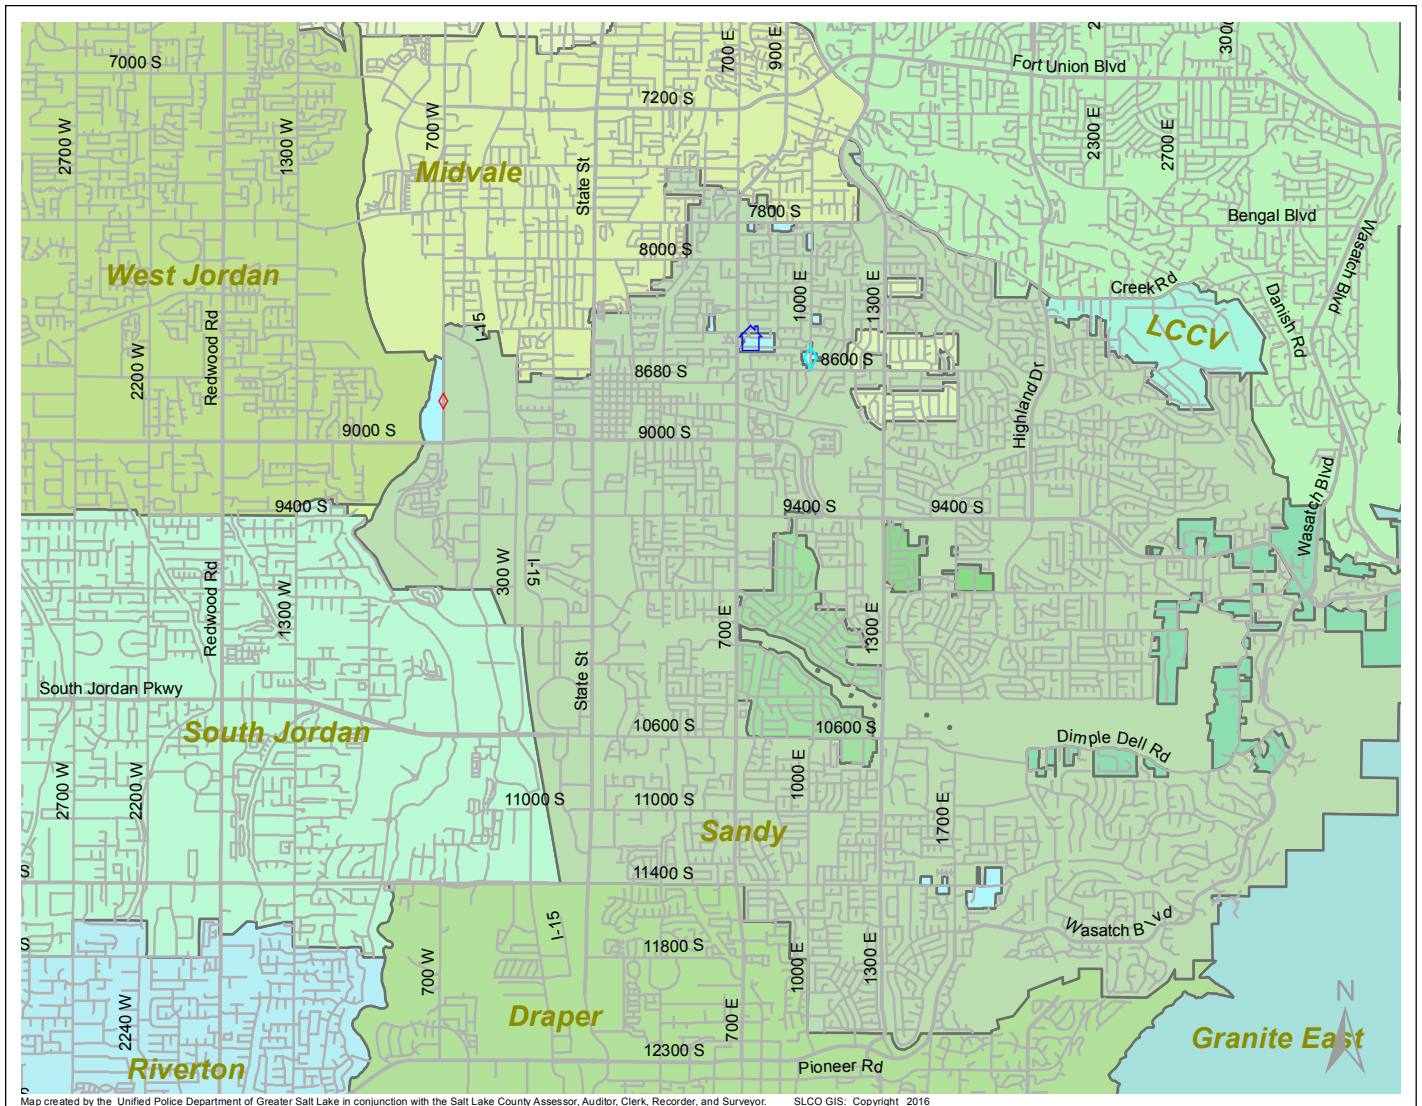 700 E
900 E
2
3000
7000 S
Fort Union Blvd
7200 S
2700 W
1300 W
700 W
2300 E
2700 E
Midvale
State St
7800 S
Bengal Blvd
Wasatch Blvd
8000 S
West Jordan
1000 E
1300 E
Creek Rd
Danish Rd
I-15
LCCV
2200 W
Redwood Rd
8680 S
8600 S
Highland Dr
9000 S
9000 S
9400 S
9400 S
9400 S
Wasatch Blvd
300 W
I-15
Redwood Rd
1300 W
700 E
1300 E
State St
South Jordan Pkwy
South Jordan
10600 S
10600 S
Dimple Dell Rd
2700 W
2200 W
1000 E
11000 S
11000 S
1700 E
Sandy
11400 S
S
Wasatch Blvd
I-15
11800 S
S
700 W
1000 E
1300 E
2240 W
Draper
700 E
N
Granite East
12300 S
Pioneer Rd
Riverton
S
Map created by the Unified Police Department of Greater Salt Lake in conjunction with the Salt Lake County Assessor, Auditor, Clerk, Recorder, and Surveyor. SLCO GIS: Copyright 2016